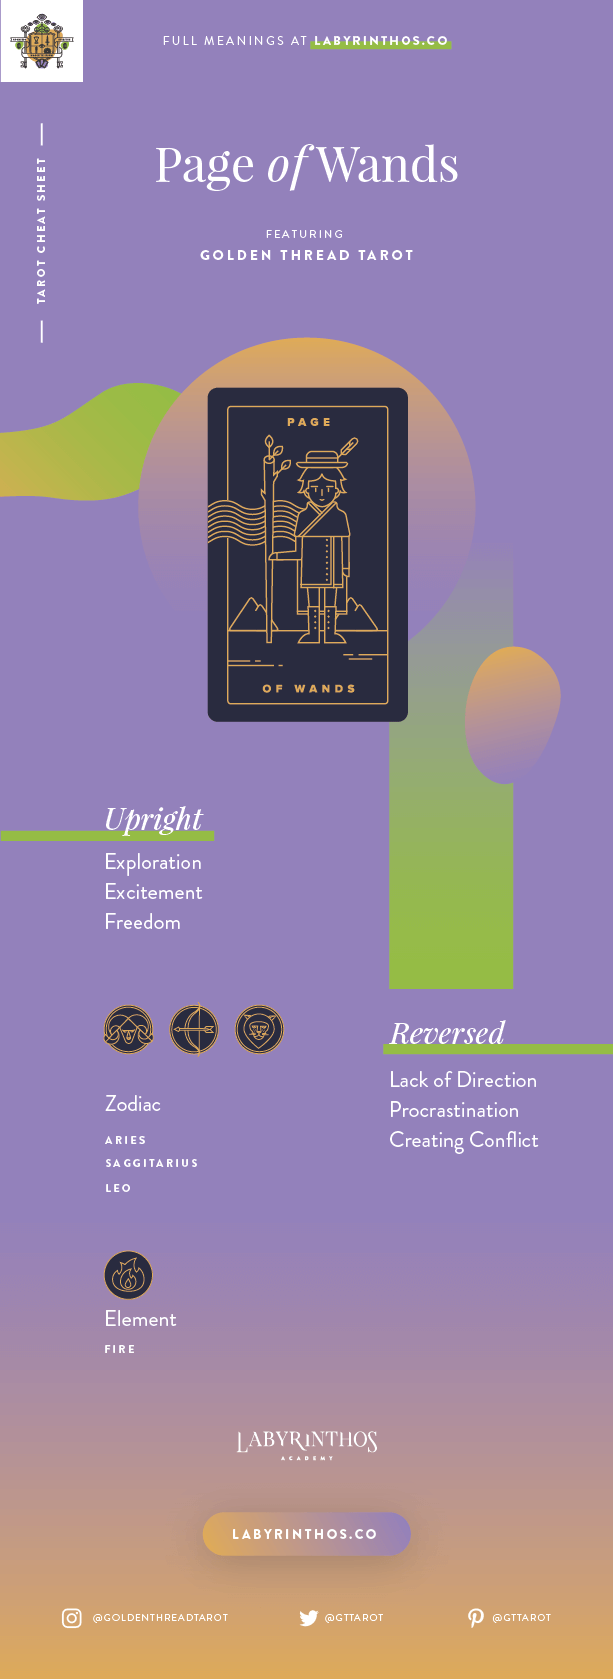 FULL MEANINGS AT LABYRINTHOS.CO
TAROT CHEAT SHEET
Page of Wands
FEATURING
GOLDEN THREAD TAROT
PAGE
OF WANDS
Upright
Exploration
Excitement
Freedom
Reversed
Lack of Direction
Procrastination
Creating Conflict
Zodiac
ARIES
SAGGITARIUS
LEO
Element
FIRE
LABYRINTHOS
ACADEMY
LABYRINTHOS.CO
@GOLDENTHREADTAROT
@GTTAROT
@GTTAROT